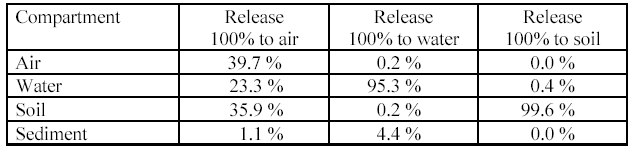 Compartment Release 100% to air Release 100% to water Release 100% to soil
Air 39.7 % 0.2 % 0.0 %
Water 23.3 % 95.3 % 0.4 %
Soil 35.9 % 0.2 % 99.6 %
Sediment 1.1 % 4.4 % 0.0 %